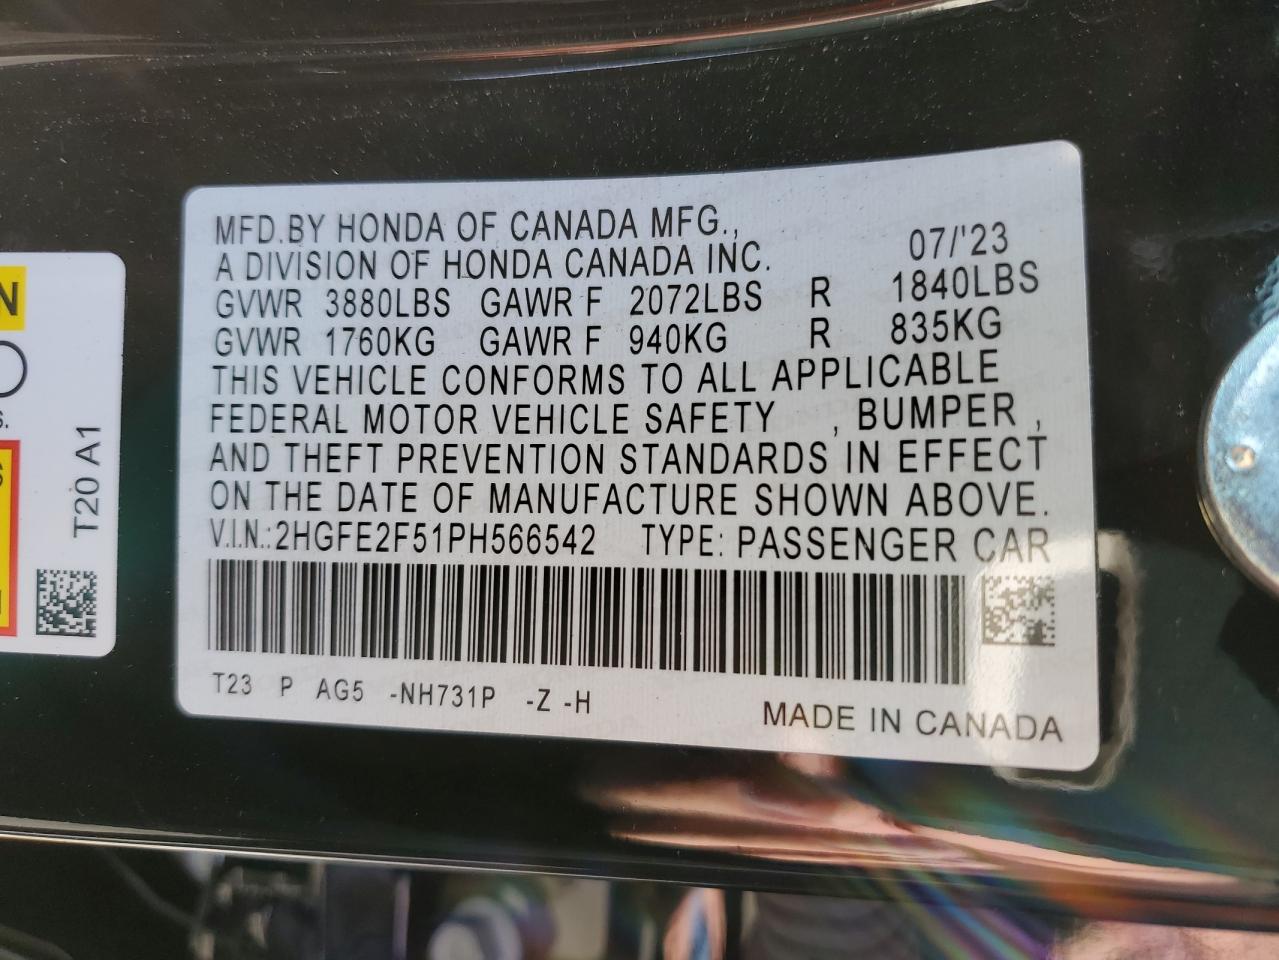 MFD.BY HONDA OF CANADA MFG.,
A DIVISION OF HONDA CANADA INC. 07/'23
GVWR 3880LBS GAWR F 2072LBS R 1840LBS
GVWR 1760KG GAWR F 940KG R 835KG
THIS VEHICLE CONFORMS TO ALL APPLICABLE
FEDERAL MOTOR VEHICLE SAFETY , BUMPER ,
AND THEFT PREVENTION STANDARDS IN EFFECT
ON THE DATE OF MANUFACTURE SHOWN ABOVE.
V.I.N.:2HGFE2F51PH566542 TYPE: PASSENGER CAR
T23 P AG5 -NH731P -Z -H
MADE IN CANADA
T20 A1